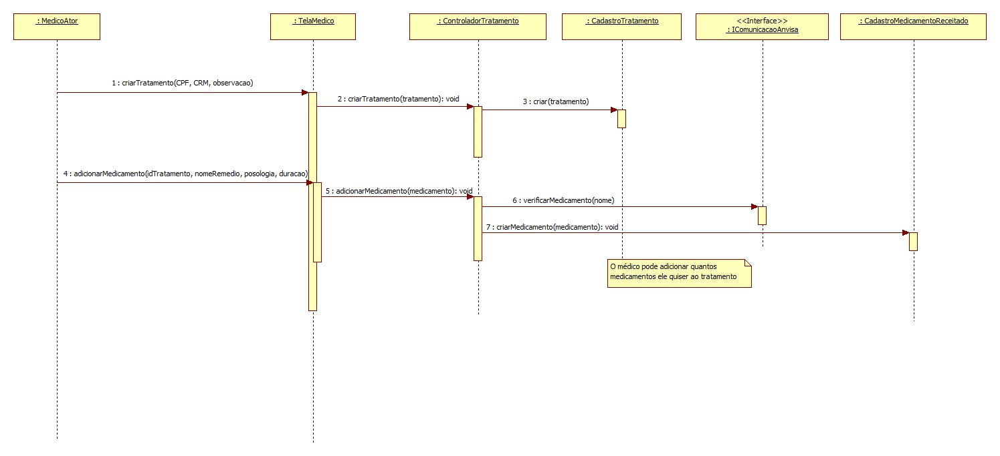 : MedicoAtor
: TelaMedico
: ControladorTratamento
: CadastroTratamento
<<Interface>>
: IComunicacaoAnvisa
: CadastroMedicamentoReceitado
1 : criarTratamento(CPF, CRM, observacao)
2 : criarTratamento(tratamento): void
3 : criar(tratamento)
4 : adicionarMedicamento(idTratamento, nomeRemedio, posologia, duracao)
5 : adicionarMedicamento(medicamento): void
6 : verificarMedicamento(nome)
7 : criarMedicamento(medicamento): void
O médico pode adicionar quantos
medicamentos ele quiser ao tratamento